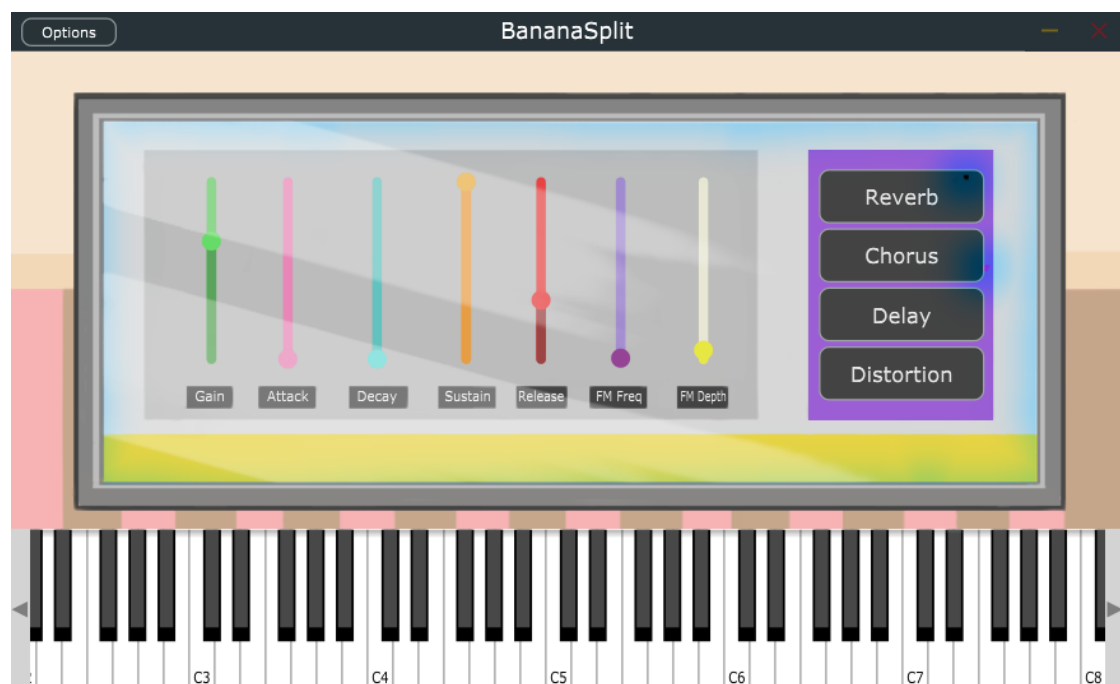 Options
BananaSplit
Reverb
Chorus
Delay
Distortion
Gain Attack Decay Sustain Release FM Freq FM Depth
C3 C4 C5 C6 C7 C8